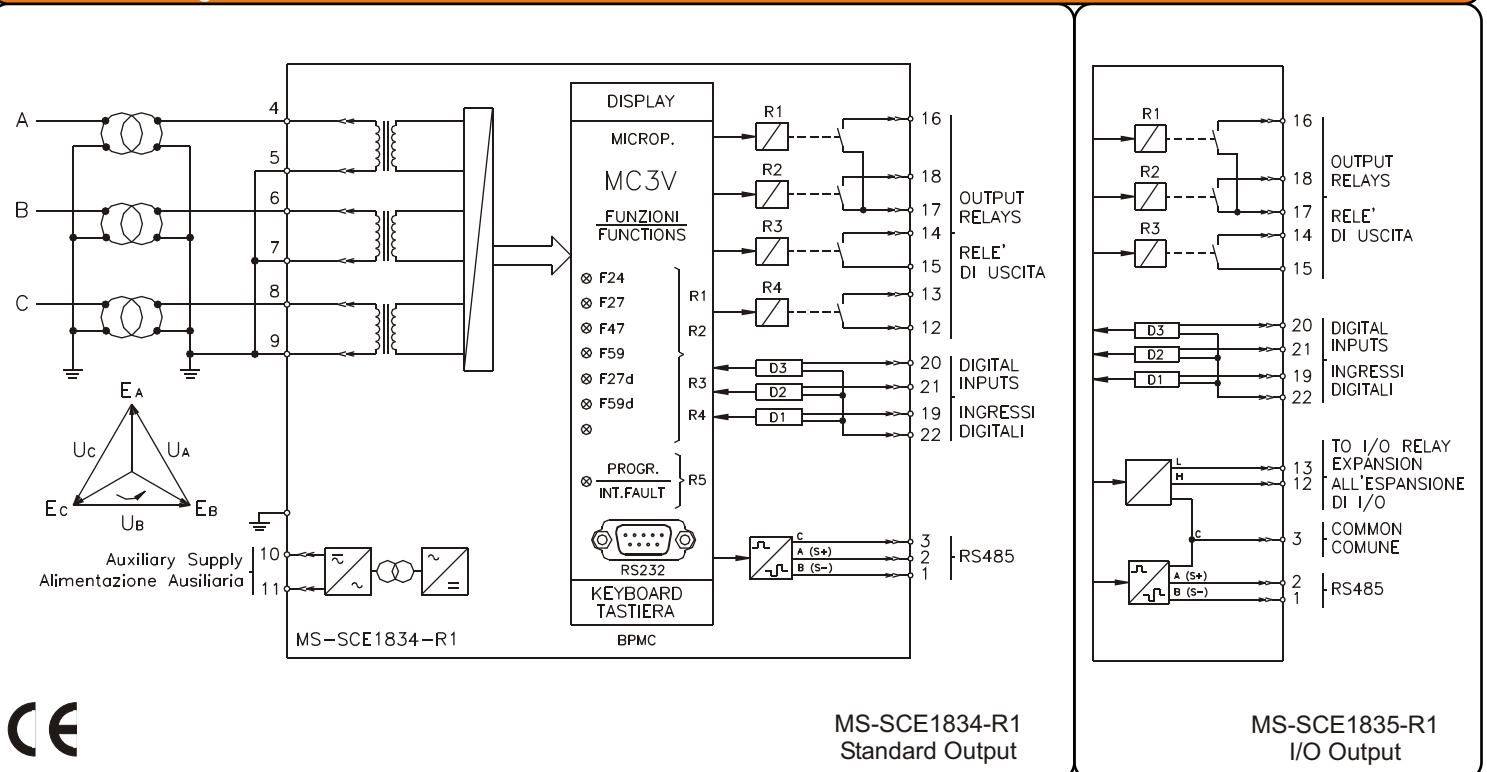 A
B
C
4
5
6
7
8
9
EA
UC
UA
EC
UB
EB
Auxiliary Supply
Alimentazione Ausiliaria
10
11
MS-SCE1834-R1
DISPLAY
MICROP.
MC3V
FUNZIONI
FUNCTIONS
F24
F27
F47
F59
F27d
F59d
R1
R2
R3
R4
PROGR.
INT.FAULT
R5
RS232
KEYBOARD
TASTIERA
BPMC
R1
R2
R3
R4
16
18
17
14
15
13
12
OUTPUT
RELAYS
RELE'
DI USCITA
D3
D2
D1
20
21
19
22
DIGITAL
INPUTS
INGRESSI
DIGITALI
C
A (S+)
B (S-)
3
2
1
RS485
CE
MS-SCE1834-R1
Standard Output
R1
R2
R3
16
18
17
14
15
OUTPUT
RELAYS
RELE'
DI USCITA
D3
D2
D1
20
21
19
22
DIGITAL
INPUTS
INGRESSI
DIGITALI
L
H
13
12
TO I/O RELAY
EXPANSION
ALL'ESPANSIONE
DI I/O
C
3
COMMON
COMUNE
A (S+)
B (S-)
2
1
RS485
MS-SCE1835-R1
I/O Output